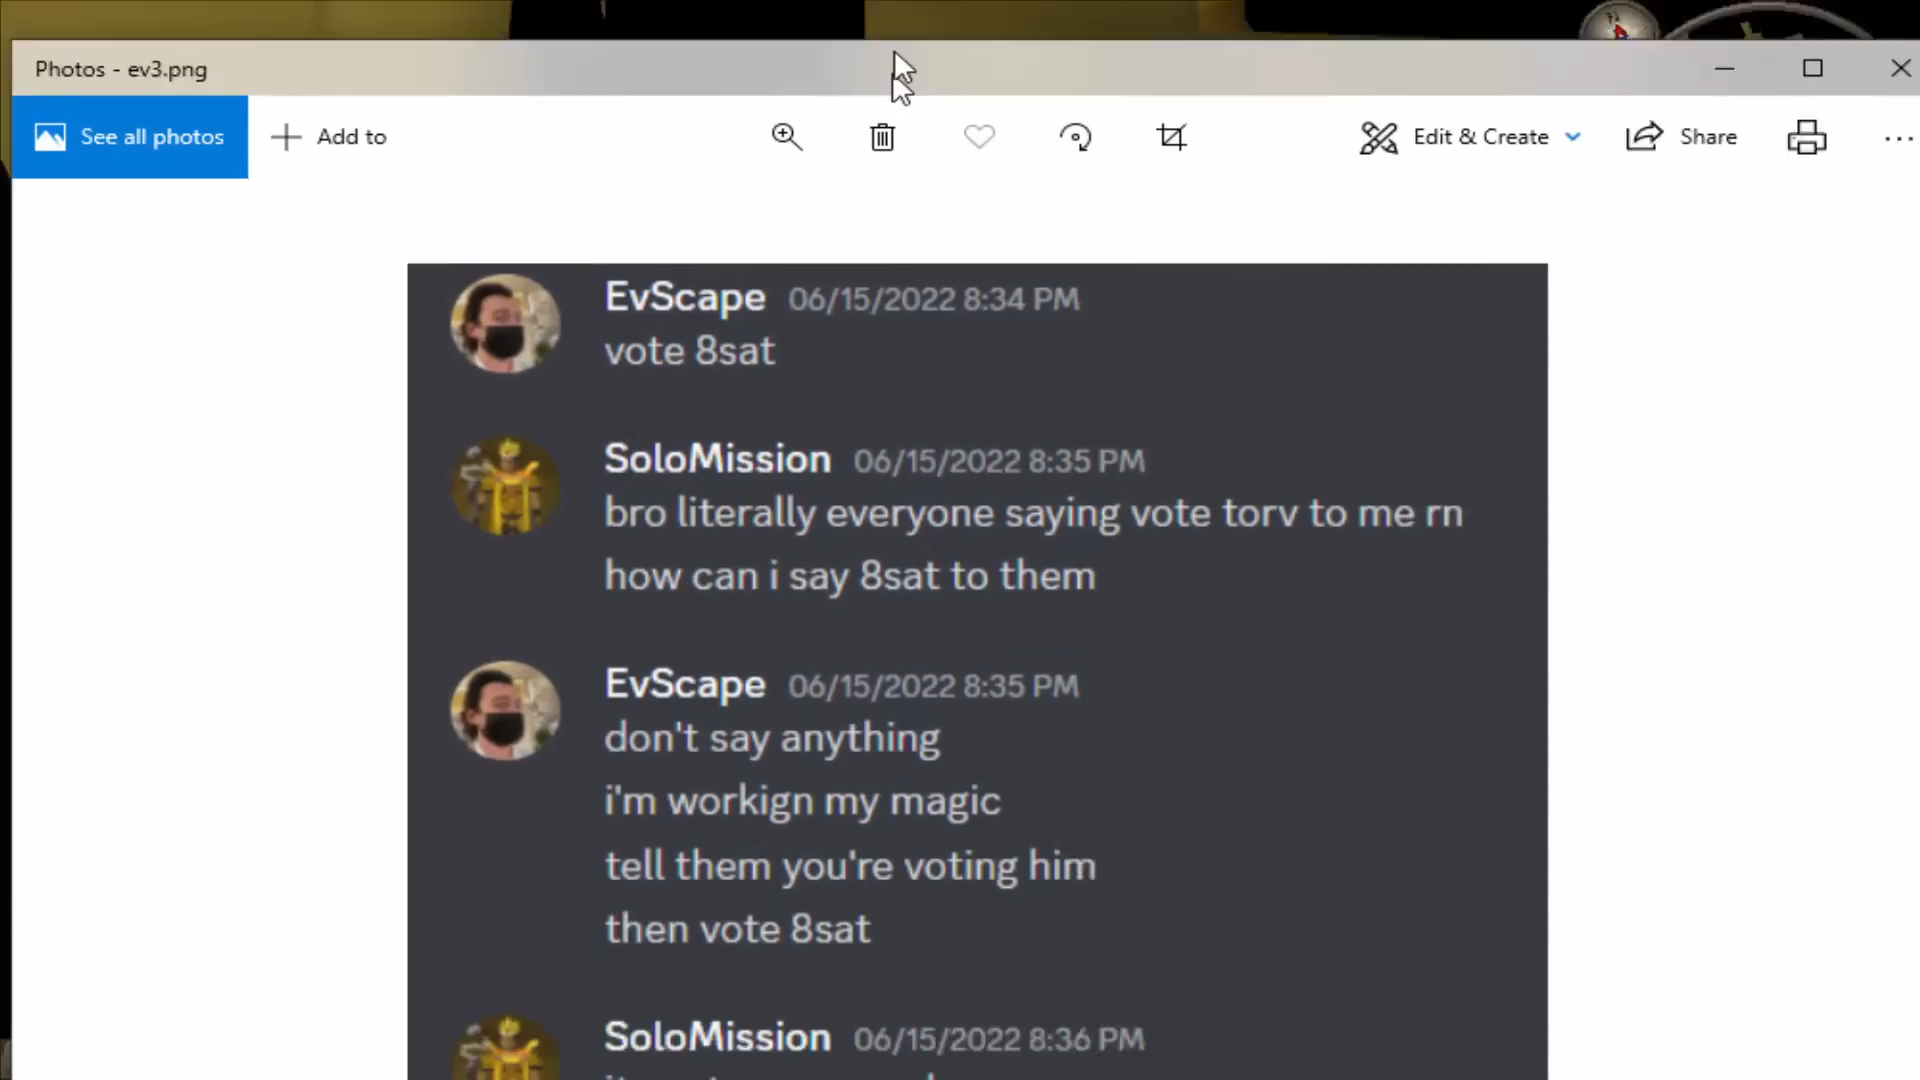 Photos - ev3.png
See all photos
Add to
Edit & Create
Share
EvScape 06/15/2022 8:34 PM
vote 8sat
SoloMission 06/15/2022 8:35 PM
bro literally everyone saying vote torv to me rn
how can i say 8sat to them
EvScape 06/15/2022 8:35 PM
don't say anything
i'm workign my magic
tell them you're voting him
then vote 8sat
SoloMission 06/15/2022 8:36 PM